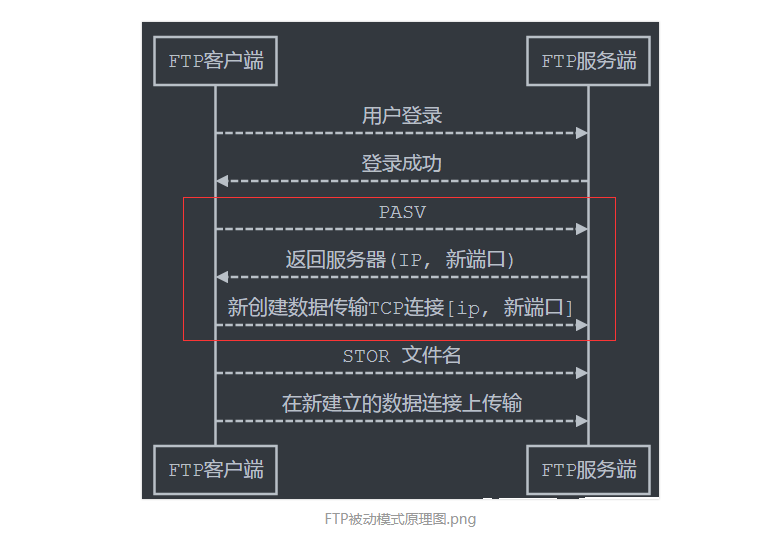 FTP客户端 FTP服务端
用户登录
登录成功
PASV
返回服务器(IP, 新端口)
新创建数据传输TCP连接[ip, 新端口]
STOR 文件名
在新建立的数据连接上传输
FTP客户端 FTP服务端
FTP被动模式原理图.png